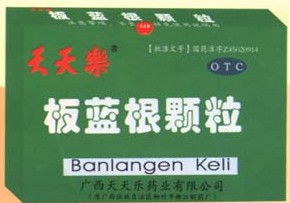 板蓝根颗粒
天天乐
【批准文号】国药准字Z45020914
OTC
板蓝根颗粒
Banlangen Keli
广西天天乐药业有限公司